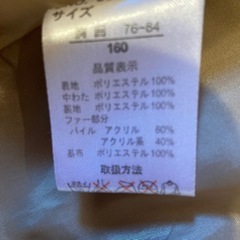 サイズ
胸囲 76-84
160
品質表示
表地 ポリエステル100%
中わた ポリエステル100%
裏地 ポリエステル100%
ファー部分
パイル アクリル 60%
アクリル系 40%
基布 ポリエステル100%
取扱方法